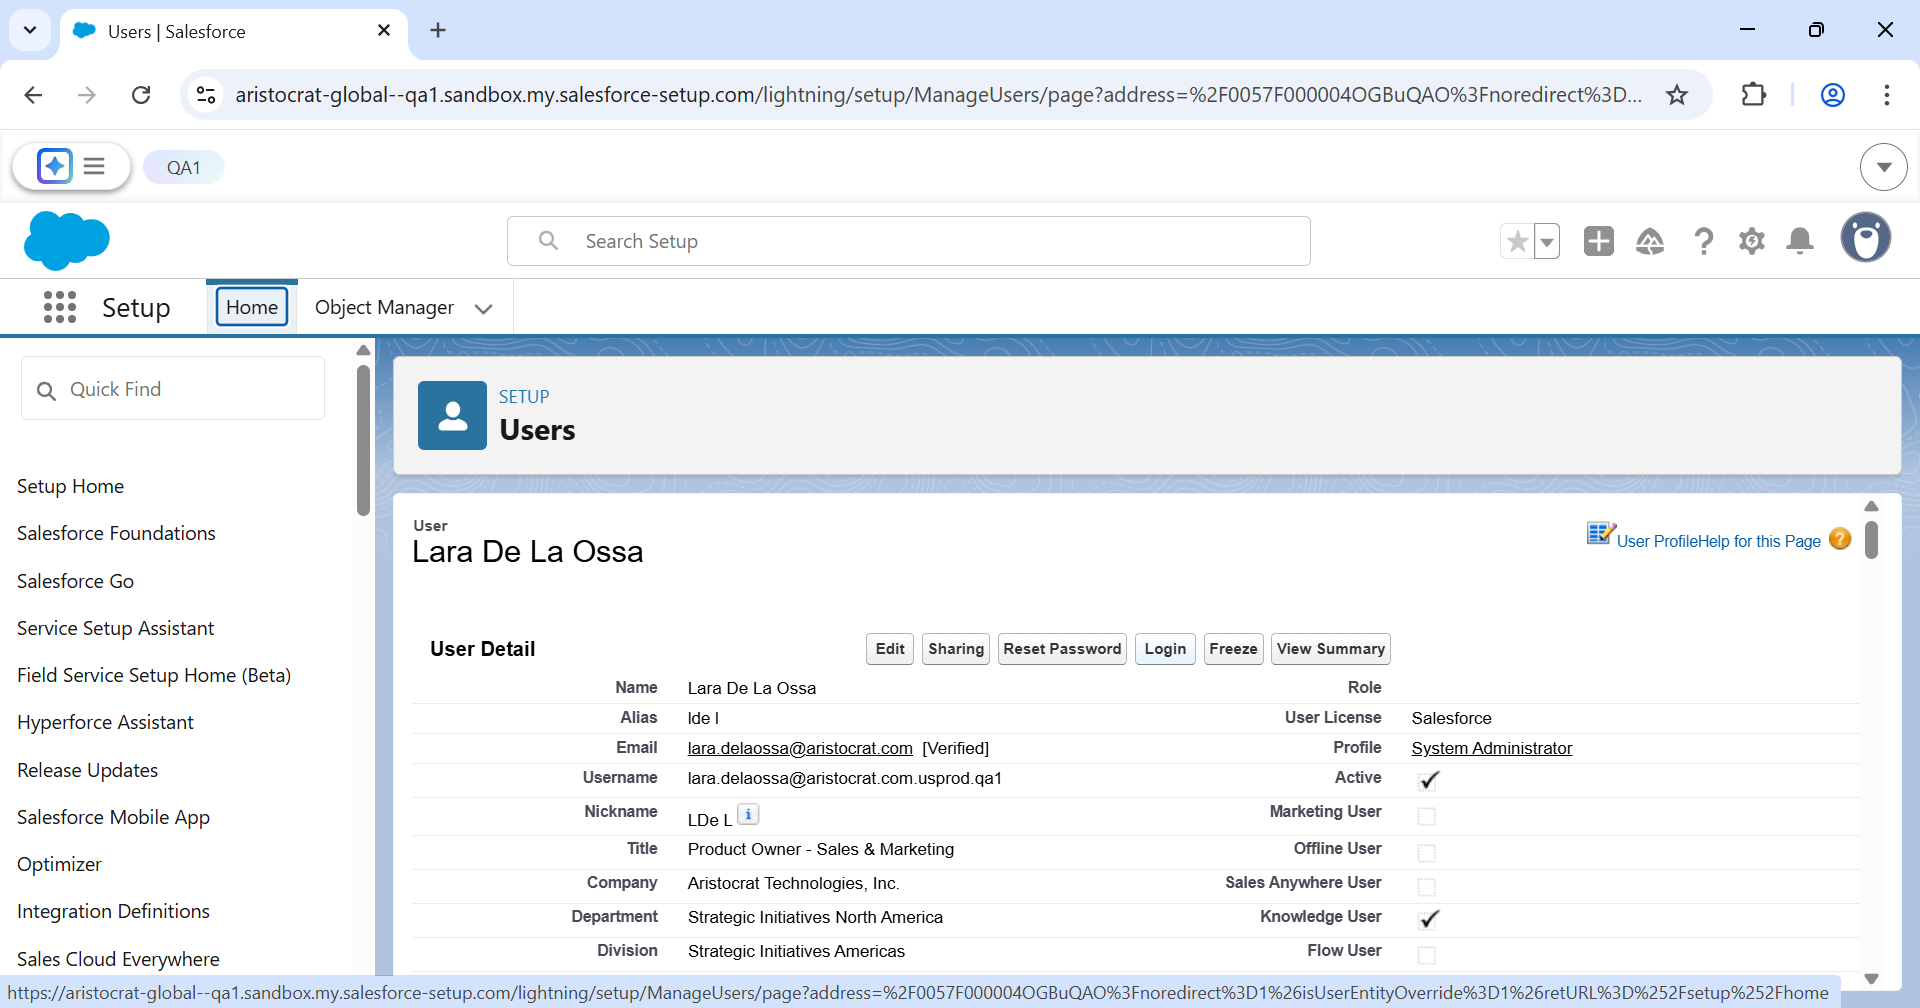 Users | Salesforce
aristocrat-global--qa1.sandbox.my.salesforce-setup.com/lightning/setup/ManageUsers/page?address=%2F0057F000004OGBuQAO%3Fnoredirect%3D...
QA1
Search Setup
Setup
Home
Object Manager
Quick Find
Setup Home
Salesforce Foundations
Salesforce Go
Service Setup Assistant
Field Service Setup Home (Beta)
Hyperforce Assistant
Release Updates
Salesforce Mobile App
Optimizer
Integration Definitions
Sales Cloud Everywhere
SETUP
Users
User
Lara De La Ossa
User Profile Help for this Page ?
User Detail
Edit Sharing Reset Password Login Freeze View Summary
Name Lara De La Ossa Role
Alias lde l User License Salesforce
Email lara.delaossa@aristocrat.com [Verified] Profile System Administrator
Username lara.delaossa@aristocrat.com.usprod.qa1 Active
Nickname LDe L i Marketing User
Title Product Owner - Sales & Marketing Offline User
Company Aristocrat Technologies, Inc. Sales Anywhere User
Department Strategic Initiatives North America Knowledge User
Division Strategic Initiatives Americas Flow User
https://aristocrat-global--qa1.sandbox.my.salesforce-setup.com/lightning/setup/ManageUsers/page?address=%2F0057F000004OGBuQAO%3Fnoredirect%3D1%26isUserEntityOverride%3D1%26retURL%3D%252Fsetup%252Fhome